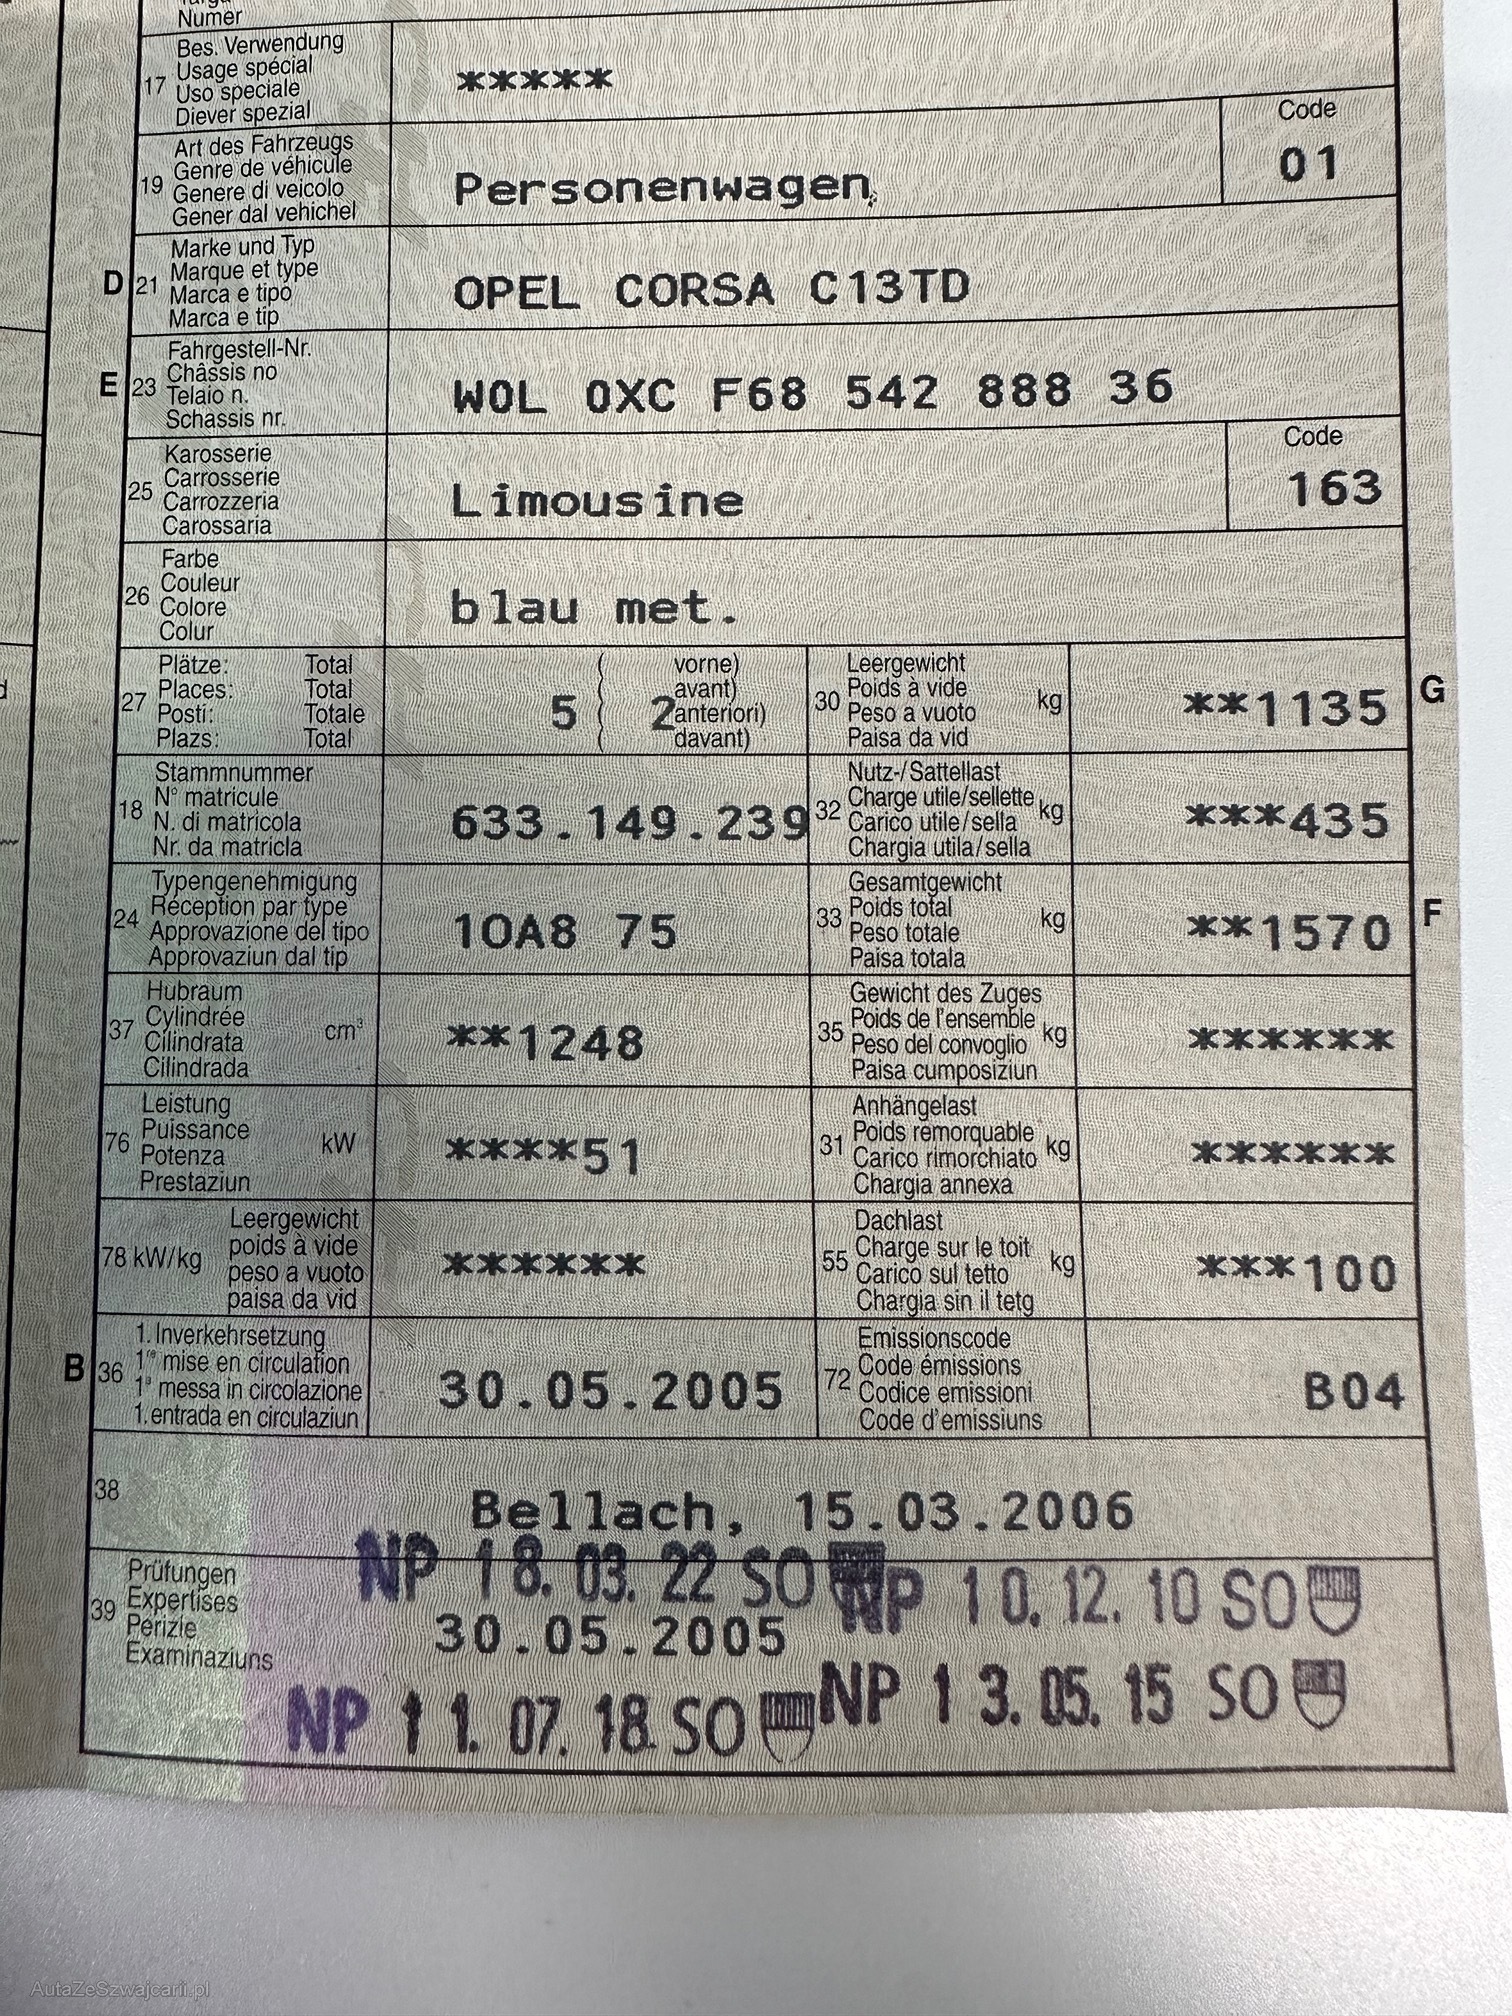 Numer
17 Bes. Verwendung
Usage spécial
Uso speciale
Diever spezial
*****
19 Art des Fahrzeugs
Genre de véhicule
Genere di veicolo
Gener dal vehichel
Personenwagen
Code
01
D 21 Marke und Typ
Marque et type
Marca e tipo
Marca e tip
OPEL CORSA C13TD
E 23 Fahrgestell-Nr.
Châssis no
Telaio n.
Schassis nr.
W0L 0XC F68 542 888 36
25 Karosserie
Carrosserie
Carrozzeria
Carossaria
Limousine
Code
163
26 Farbe
Couleur
Colore
Colur
blau met.
27 Plätze: Total
Places: Total
Posti: Totale
Plazs: Total
5 ( 2 vorne)
( avant)
( anteriori)
( davant)
30 Leergewicht
Poids à vide
Peso a vuoto
Paisa da vid
kg
**1135
G
18 Stammnummer
N° matricule
N. di matricola
Nr. da matricla
633.149.239
32 Nutz-/Sattellast
Charge utile/sellette
Carico utile/sella
Chargia utila/sella
kg
***435
24 Typengenehmigung
Réception par type
Approvazione del tipo
Approvaziun dal tip
1OA8 75
33 Gesamtgewicht
Poids total
Peso totale
Paisa totala
kg
**1570
F
37 Hubraum
Cylindrée
Cilindrata
Cilindrada
cm³
**1248
35 Gewicht des Zuges
Poids de l'ensemble
Peso del convoglio
Paisa cumposiziun
kg
******
76 Leistung
Puissance
Potenza
Prestaziun
kW
****51
31 Anhängelast
Poids remorquable
Carico rimorchiato
Chargia annexa
kg
******
78 kW/kg
Leergewicht
poids à vide
peso a vuoto
paisa da vid
******
55 Dachlast
Charge sur le toit
Carico sul tetto
Chargia sin il tetg
kg
***100
B 36 1. Inverkehrsetzung
1re mise en circulation
1a messa in circolazione
1. entrada en circulaziun
30.05.2005
72 Emissionscode
Code émissions
Codice emissioni
Code d'emissiuns
B04
38
Bellach, 15.03.2006
39 Prüfungen
Expertises
Perizie
Examinaziuns
NP 18.03.22 SO
NP 10.12.10 SO
30.05.2005
NP 11.07.18 SO
NP 13.05.15 SO
AutaZeSzwajcarii.pl